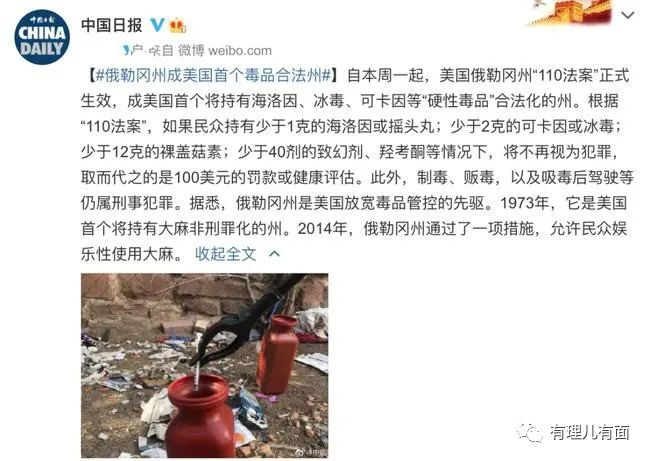 中国日报
CHINA DAILY
中国日报
微博 weibo.com
【#俄勒冈州成美国首个毒品合法州#】自本周一起，美国俄勒冈州“110法案”正式
生效，成美国首个将持有海洛因、冰毒、可卡因等“硬性毒品”合法化的州。根据
“110法案”，如果民众持有少于1克的海洛因或摇头丸；少于2克的可卡因或冰毒；
少于12克的裸盖菇素；少于40剂的致幻剂、羟考酮等情况下，将不再视为犯罪，
取而代之的是100美元的罚款或健康评估。此外，制毒、贩毒，以及吸毒后驾驶等
仍属刑事犯罪。据悉，俄勒冈州是美国放宽毒品管控的先驱。1973年，它是美国
首个将持有大麻非刑罪化的州。2014年，俄勒冈州通过了一项措施，允许民众娱
乐性使用大麻。 收起全文
有理儿有面